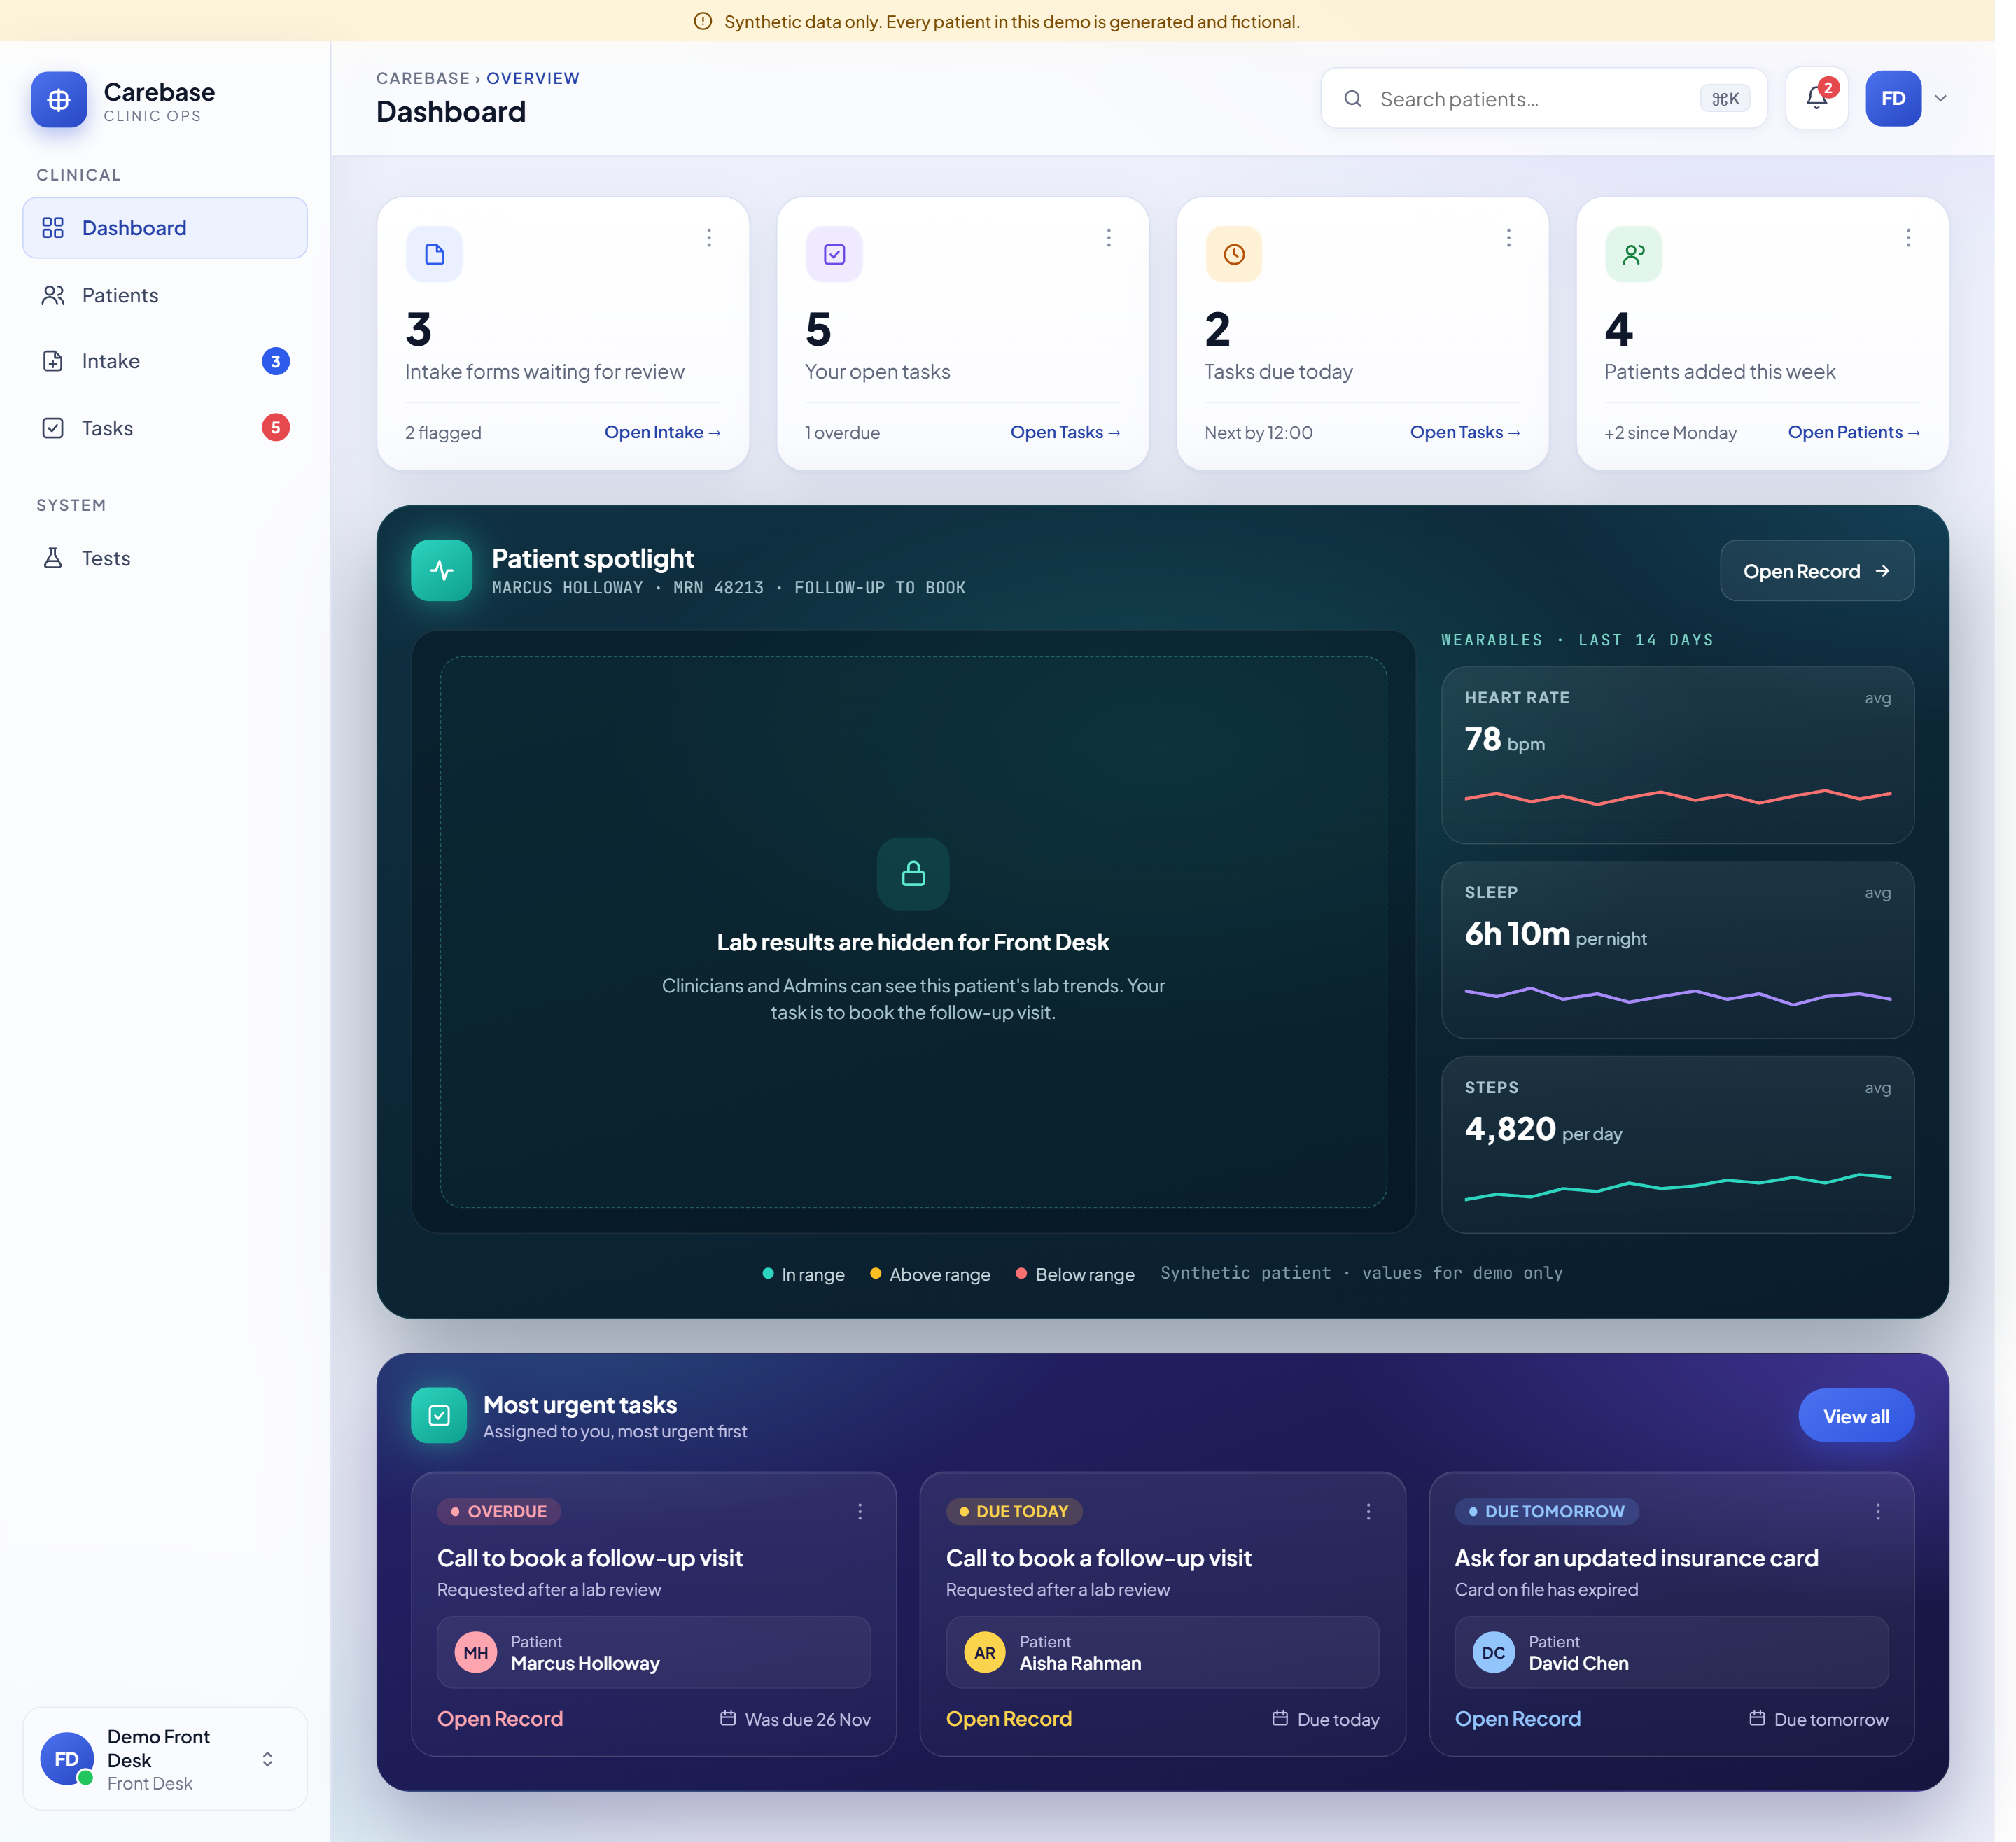 Synthetic data only. Every patient in this demo is generated and fictional.
Carebase
CLINIC OPS
CLINICAL
Dashboard
Patients
Intake 3
Tasks 5
SYSTEM
Tests
CAREBASE › OVERVIEW
Dashboard
Search patients... ⌘K
2
FD
3
Intake forms waiting for review
2 flagged Open Intake →
5
Your open tasks
1 overdue Open Tasks →
2
Tasks due today
Next by 12:00 Open Tasks →
4
Patients added this week
+2 since Monday Open Patients →
Patient spotlight
MARCUS HOLLOWAY · MRN 48213 · FOLLOW-UP TO BOOK
Open Record →
Lab results are hidden for Front Desk
Clinicians and Admins can see this patient's lab trends. Your
task is to book the follow-up visit.
WEARABLES · LAST 14 DAYS
HEART RATE avg
78 bpm
SLEEP avg
6h 10m per night
STEPS avg
4,820 per day
In range Above range Below range Synthetic patient · values for demo only
Most urgent tasks
Assigned to you, most urgent first
View all
OVERDUE
Call to book a follow-up visit
Requested after a lab review
MH
Patient
Marcus Holloway
Open Record Was due 26 Nov
DUE TODAY
Call to book a follow-up visit
Requested after a lab review
AR
Patient
Aisha Rahman
Open Record Due today
DUE TOMORROW
Ask for an updated insurance card
Card on file has expired
DC
Patient
David Chen
Open Record Due tomorrow
FD
Demo Front
Desk
Front Desk